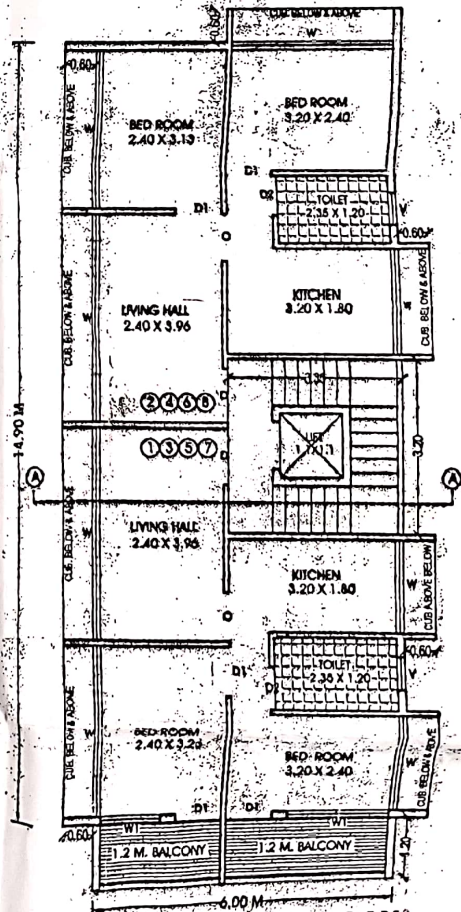 0.60
CUB. BELOW & ABOVE
W
0.60
CUB. BELOW & ABOVE
W
BED ROOM
2.40 X 3.13
BED ROOM
3.20 X 2.40
D1
D1
D2
TOILET
2.35 X 1.20
V
0.60
CUB. BELOW & ABOVE
W
LIVING HALL
2.40 X 3.96
KITCHEN
3.20 X 1.80
W
CUB. BELOW & ABOVE
14.90 M
2 4 6 8
D
3.35
1 3 5 7
D
LIFT
3.20
A
A
CUB. BELOW & ABOVE
W
LIVING HALL
2.40 X 3.96
KITCHEN
3.20 X 1.80
W
CUB ABOVE BELOW
0.60
D1
D2
TOILET
2.35 X 1.20
V
CUB. BELOW & ABOVE
W
BED ROOM
2.40 X 3.23
BED ROOM
3.20 X 2.40
W
CUB. BELOW & ABOVE
D1
D1
0.60
W1
W1
1.2 M. BALCONY
1.2 M. BALCONY
1.20
6.00 M